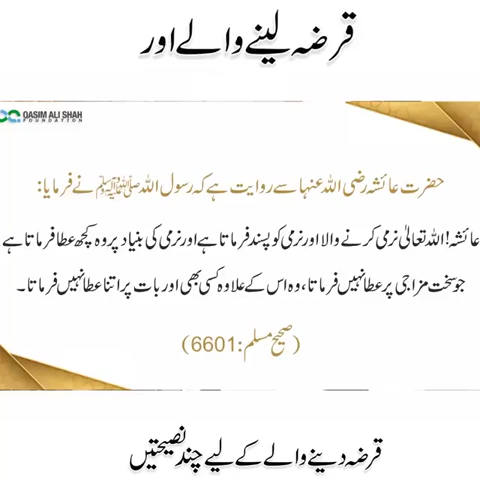 قرضہ لینے والے اور
QASIM ALI SHAH
FOUNDATION
حضرت عائشہ رضی اللہ عنہا سے روایت ہے کہ رسول اللہ ﷺ نے فرمایا:
عائشہ! اللہ تعالیٰ نرمی کرنے والا اور نرمی کو پسند فرماتا ہے اور نرمی کی بنیاد پر وہ کچھ عطا فرماتا ہے
جو سخت مزاجی پر عطا نہیں فرماتا، وہ اس کے علاوہ کسی بھی اور بات پر اتنا عطا نہیں فرماتا۔
(صحیح مسلم: 6601)
قرضہ دینے والے کے لیے چند نصیحتیں